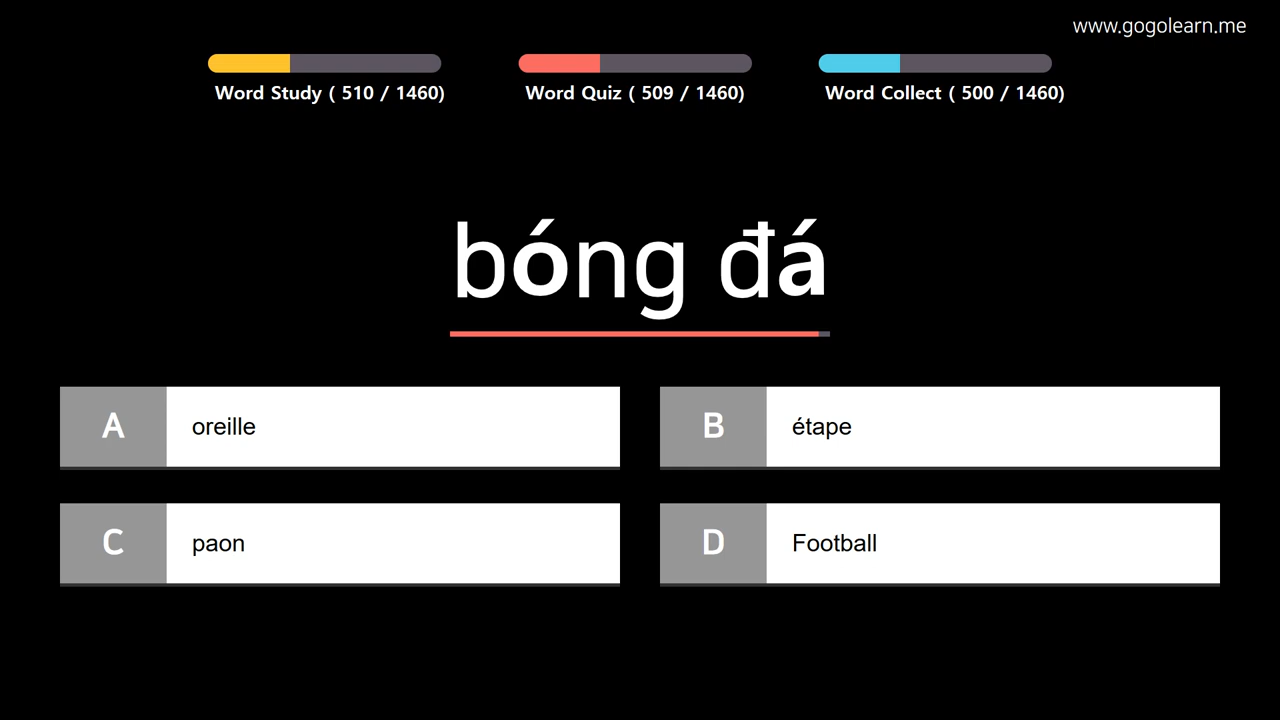 www.gogolearn.me
Word Study ( 510 / 1460)
Word Quiz ( 509 / 1460)
Word Collect ( 500 / 1460)
bóng đá
A oreille
B étape
C paon
D Football